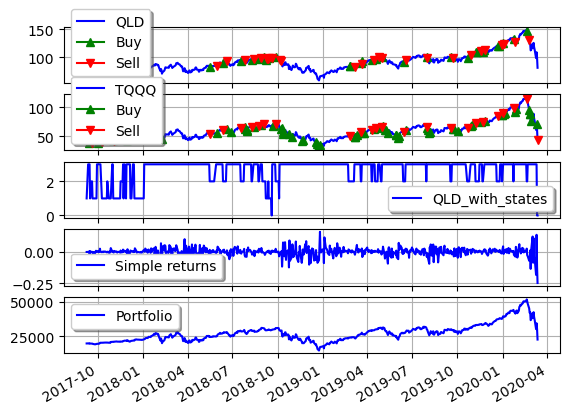 150
100
QLD
Buy
Sell
100
50
TQQQ
Buy
Sell
2
0
QLD_with_states
0.00
−0.25
Simple returns
50000
25000
Portfolio
2017-10
2018-01
2018-04
2018-07
2018-10
2019-01
2019-04
2019-07
2019-10
2020-01
2020-04